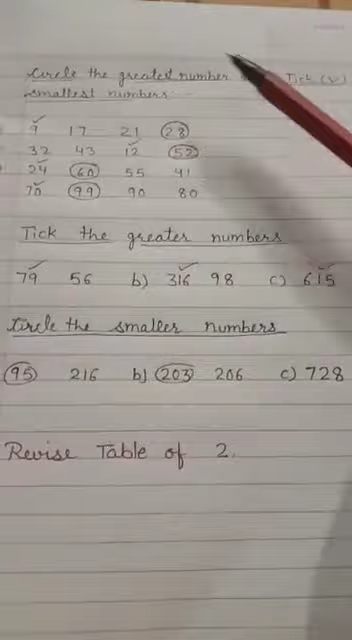 Circle the greatest number Tick (✓)
smallest numbers
9 17 21 28
32 43 12 52
24 60 55 41
70 99 90 80
Tick the greater numbers
79 56 b) 316 98 c) 615
Circle the smaller numbers
95 216 b) 203 206 c) 728
Revise Table of 2.